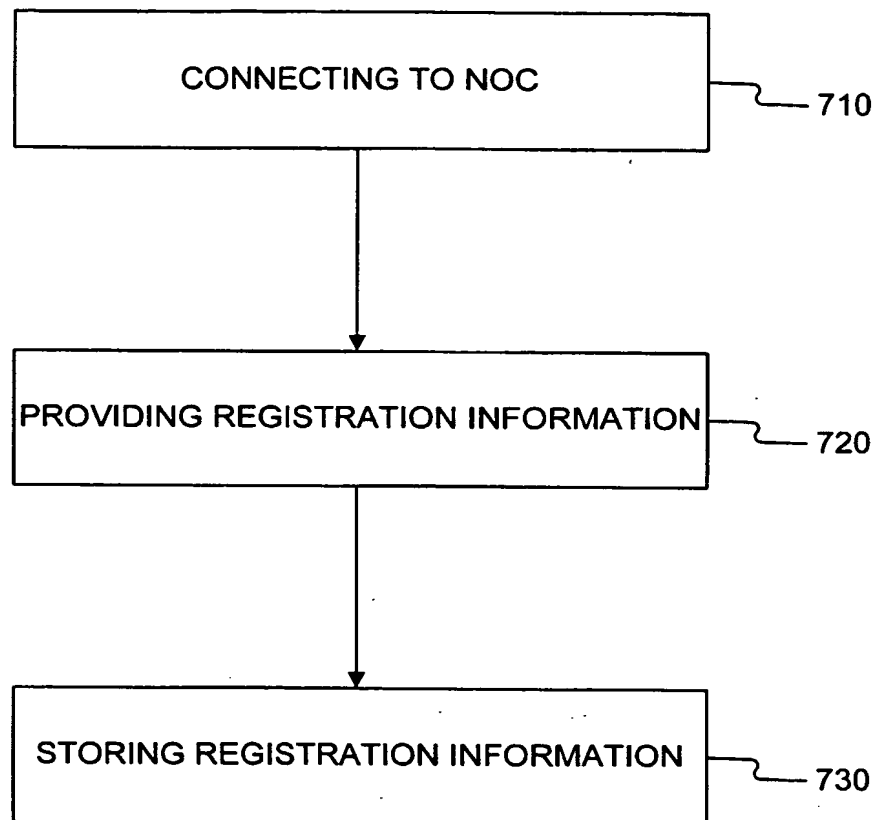 CONNECTING TO NOC
710
PROVIDING REGISTRATION INFORMATION
720
STORING REGISTRATION INFORMATION
730